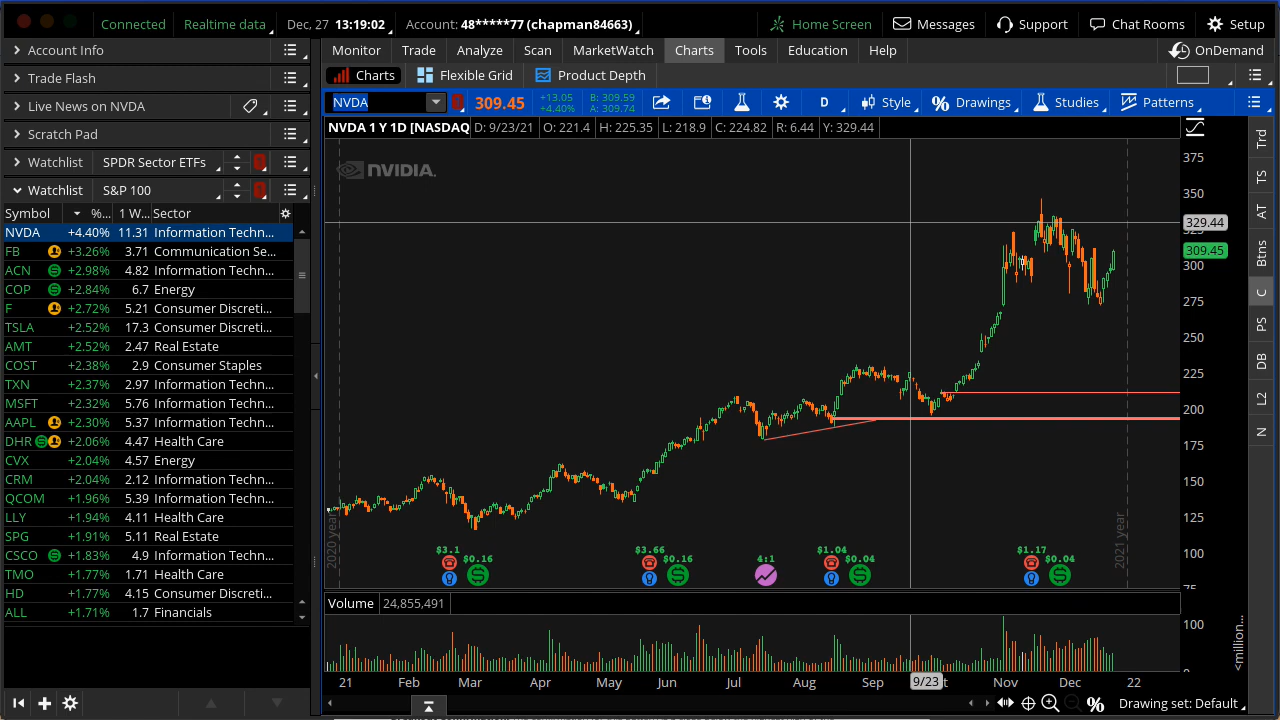 Connected Realtime data Dec, 27 13:19:02 Account: 48*****77 (chapman84663) Home Screen Messages Support Chat Rooms Setup
Account Info
Trade Flash
Live News on NVDA
Scratch Pad
Watchlist SPDR Sector ETFs
Watchlist S&P 100
Symbol %... 1 W... Sector
NVDA +4.40% 11.31 Information Techn...
FB +3.26% 3.71 Communication Se...
ACN +2.98% 4.82 Information Techn...
COP +2.84% 6.7 Energy
F +2.72% 5.21 Consumer Discreti...
TSLA +2.52% 17.3 Consumer Discreti...
AMT +2.52% 2.47 Real Estate
COST +2.38% 2.9 Consumer Staples
TXN +2.37% 2.97 Information Techn...
MSFT +2.32% 5.76 Information Techn...
AAPL +2.30% 5.37 Information Techn...
DHR +2.06% 4.47 Health Care
CVX +2.04% 4.57 Energy
CRM +2.04% 2.12 Information Techn...
QCOM +1.96% 5.39 Information Techn...
LLY +1.94% 4.11 Health Care
SPG +1.91% 5.11 Real Estate
CSCO +1.83% 4.9 Information Techn...
TMO +1.77% 1.71 Health Care
HD +1.77% 4.15 Consumer Discreti...
ALL +1.71% 1.7 Financials
Monitor Trade Analyze Scan MarketWatch Charts Tools Education Help OnDemand
Charts Flexible Grid Product Depth
NVDA 309.45 +13.05 B: 309.59 D Style Drawings Studies Patterns
+4.40% A: 309.74
NVDA 1 Y 1D [NASDAQ D: 9/23/21 O: 221.4 H: 225.35 L: 218.9 C: 224.82 R: 6.44 Y: 329.44
NVIDIA.
375
350
329.44
309.45
300
275
250
225
200
175
150
125
100
2020 year
2021 year
$3.1 $3.66 4:1 $1.04 $1.17
$0.16 $0.16 $0.04 $0.04
Volume 24,855,491
100
<million...
21 Feb Mar Apr May Jun Jul Aug Sep 9/23 Nov Dec 22
Drawing set: Default
Trd
TS
AT
Btns
C
PS
DB
L2
N